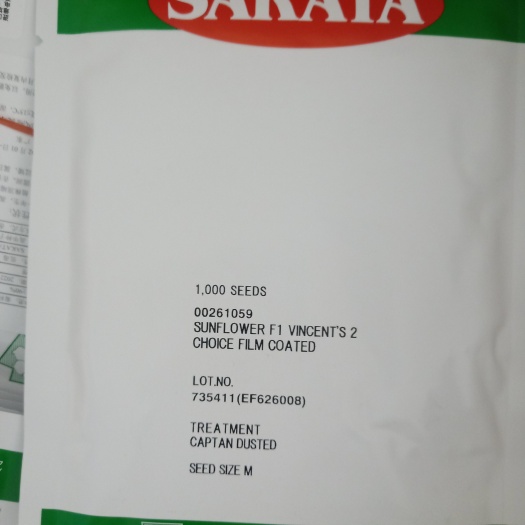 SAKATA
1,000 SEEDS
00261059
SUNFLOWER F1 VINCENT'S 2
CHOICE FILM COATED
LOT.NO.
735411(EF626008)
TREATMENT
CAPTAN DUSTED
SEED SIZE M